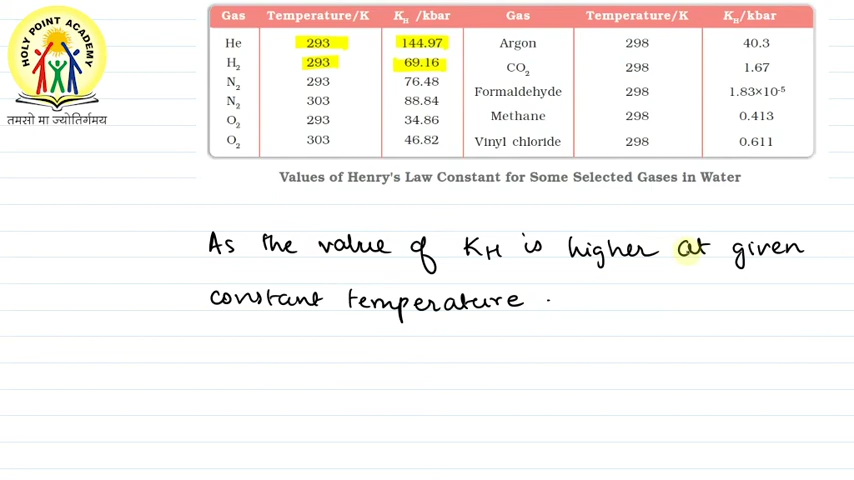 HOLY POINT ACADEMY
तमसो मा ज्योतिर्गमय
Gas Temperature/K KH /kbar Gas Temperature/K KH/kbar
He 293 144.97 Argon 298 40.3
H2 293 69.16 CO2 298 1.67
N2 293 76.48 Formaldehyde 298 1.83×10-5
N2 303 88.84 Methane 298 0.413
O2 293 34.86 Vinyl chloride 298 0.611
O2 303 46.82
Values of Henry's Law Constant for Some Selected Gases in Water
As the value of KH is higher at given
constant temperature .